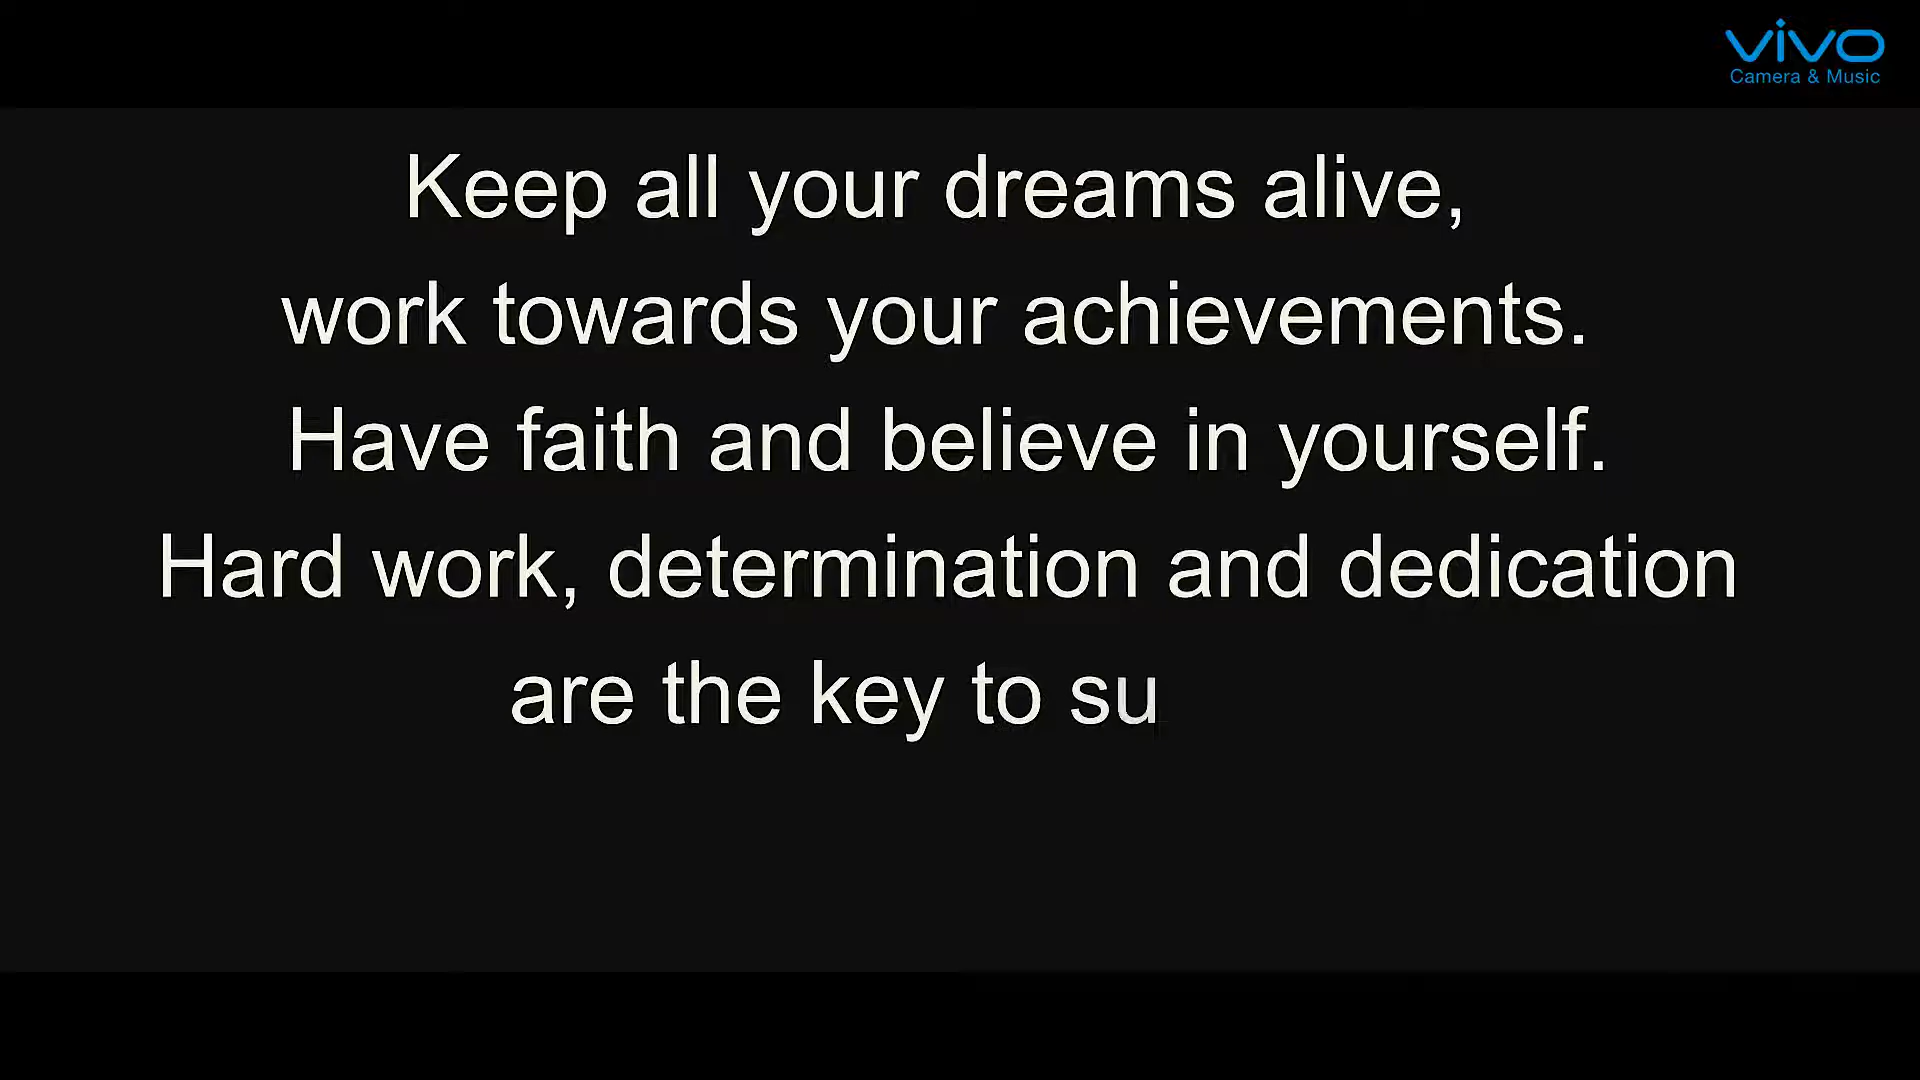 vivo
Camera & Music
Keep all your dreams alive,
work towards your achievements.
Have faith and believe in yourself.
Hard work, determination and dedication
are the key to su